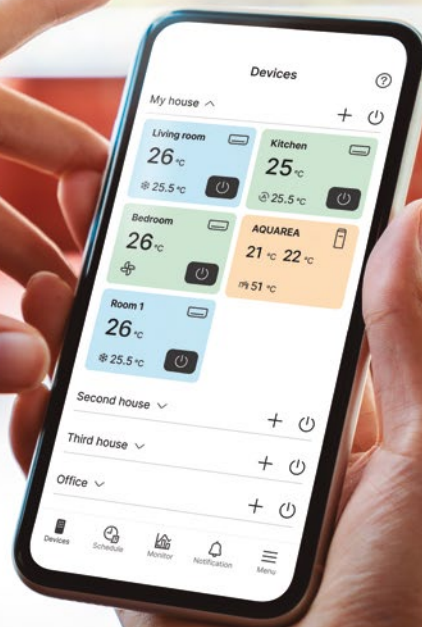 Devices
My house
Living room
26 °C
25.5 °C
Kitchen
25 °C
25.5 °C
Bedroom
26 °C
AQUAREA
21 °C 22 °C
51 °C
Room 1
26 °C
25.5 °C
Second house
Third house
Office
Devices
Schedule
Monitor
Notification
Menu